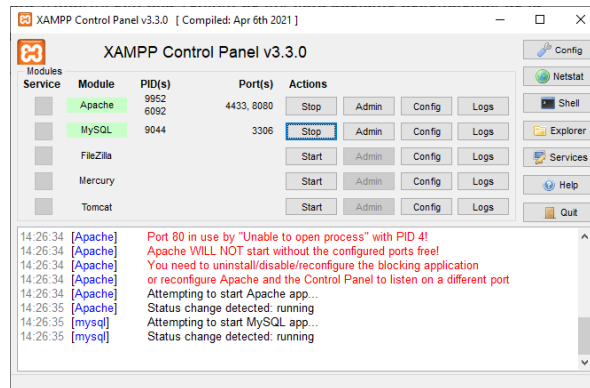 XAMPP Control Panel v3.3.0 [ Compiled: Apr 6th 2021 ]
XAMPP Control Panel v3.3.0
Config
Modules
Service Module PID(s) Port(s) Actions
Netstat
Apache 9952 6092 4433, 8080 Stop Admin Config Logs
Shell
MySQL 9044 3306 Stop Admin Config Logs
Explorer
FileZilla Start Admin Config Logs
Services
Mercury Start Admin Config Logs
Help
Tomcat Start Admin Config Logs
Quit
14:26:34 [Apache] Port 80 in use by "Unable to open process" with PID 4!
14:26:34 [Apache] Apache WILL NOT start without the configured ports free!
14:26:34 [Apache] You need to uninstall/disable/reconfigure the blocking application
14:26:34 [Apache] or reconfigure Apache and the Control Panel to listen on a different port
14:26:34 [Apache] Attempting to start Apache app...
14:26:35 [Apache] Status change detected: running
14:26:35 [mysql] Attempting to start MySQL app...
14:26:35 [mysql] Status change detected: running